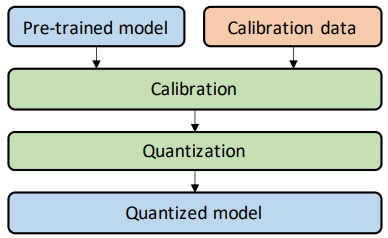 Pre-trained model
Calibration data
Calibration
Quantization
Quantized model